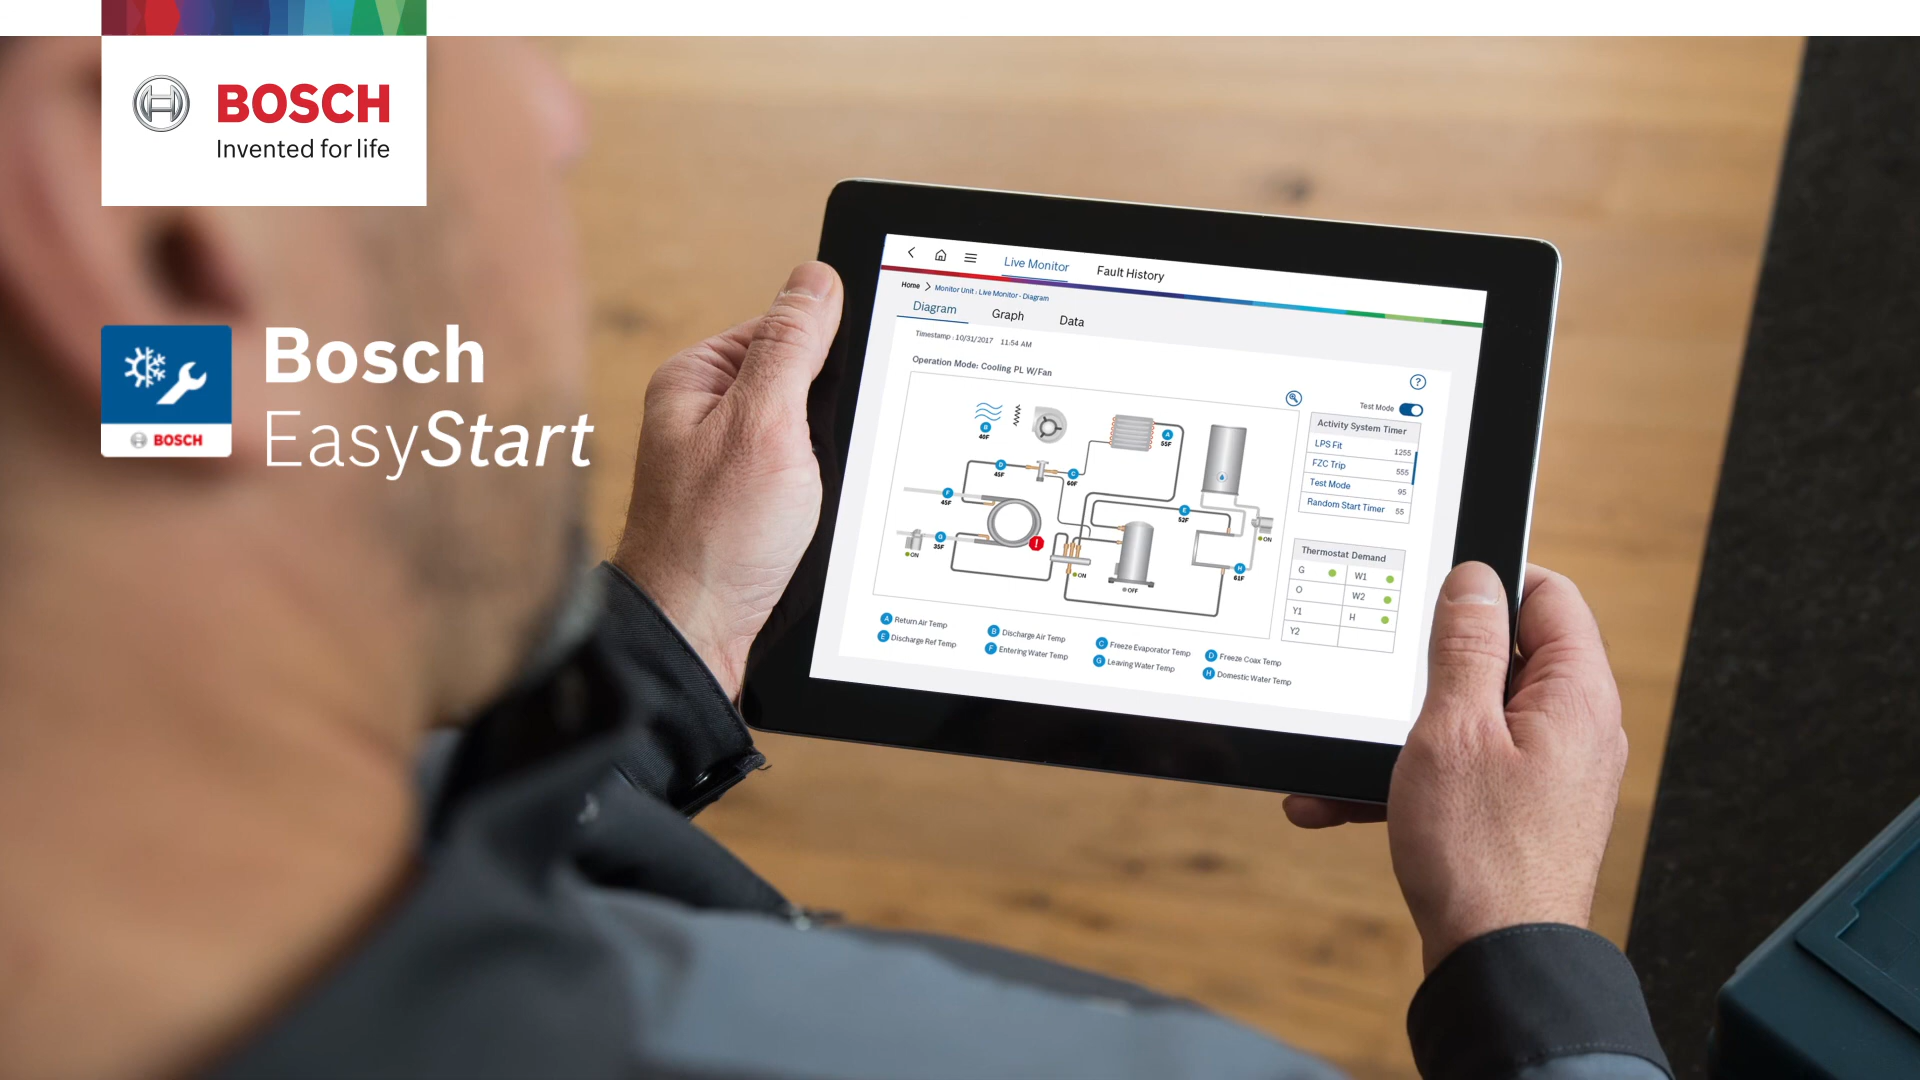 BOSCH
Invented for life
Bosch
EasyStart
BOSCH
Live Monitor
Fault History
Home > Monitor Unit : Live Monitor - Diagram
Diagram
Graph
Data
Timestamp : 10/31/2017 11:54 AM
Operation Mode: Cooling PL W/Fan
?
Test Mode
B
40F
A
55F
D
45F
C
60F
F
45F
E
52F
G
35F
ON
!
ON
OFF
ON
H
61F
Activity System Timer
LPS Fit 1255
FZC Trip 555
Test Mode 95
Random Start Timer 55
Thermostat Demand
G W1
O W2
Y1 H
Y2
A Return Air Temp
B Discharge Air Temp
C Freeze Evaporator Temp
D Freeze Coax Temp
E Discharge Ref Temp
F Entering Water Temp
G Leaving Water Temp
H Domestic Water Temp